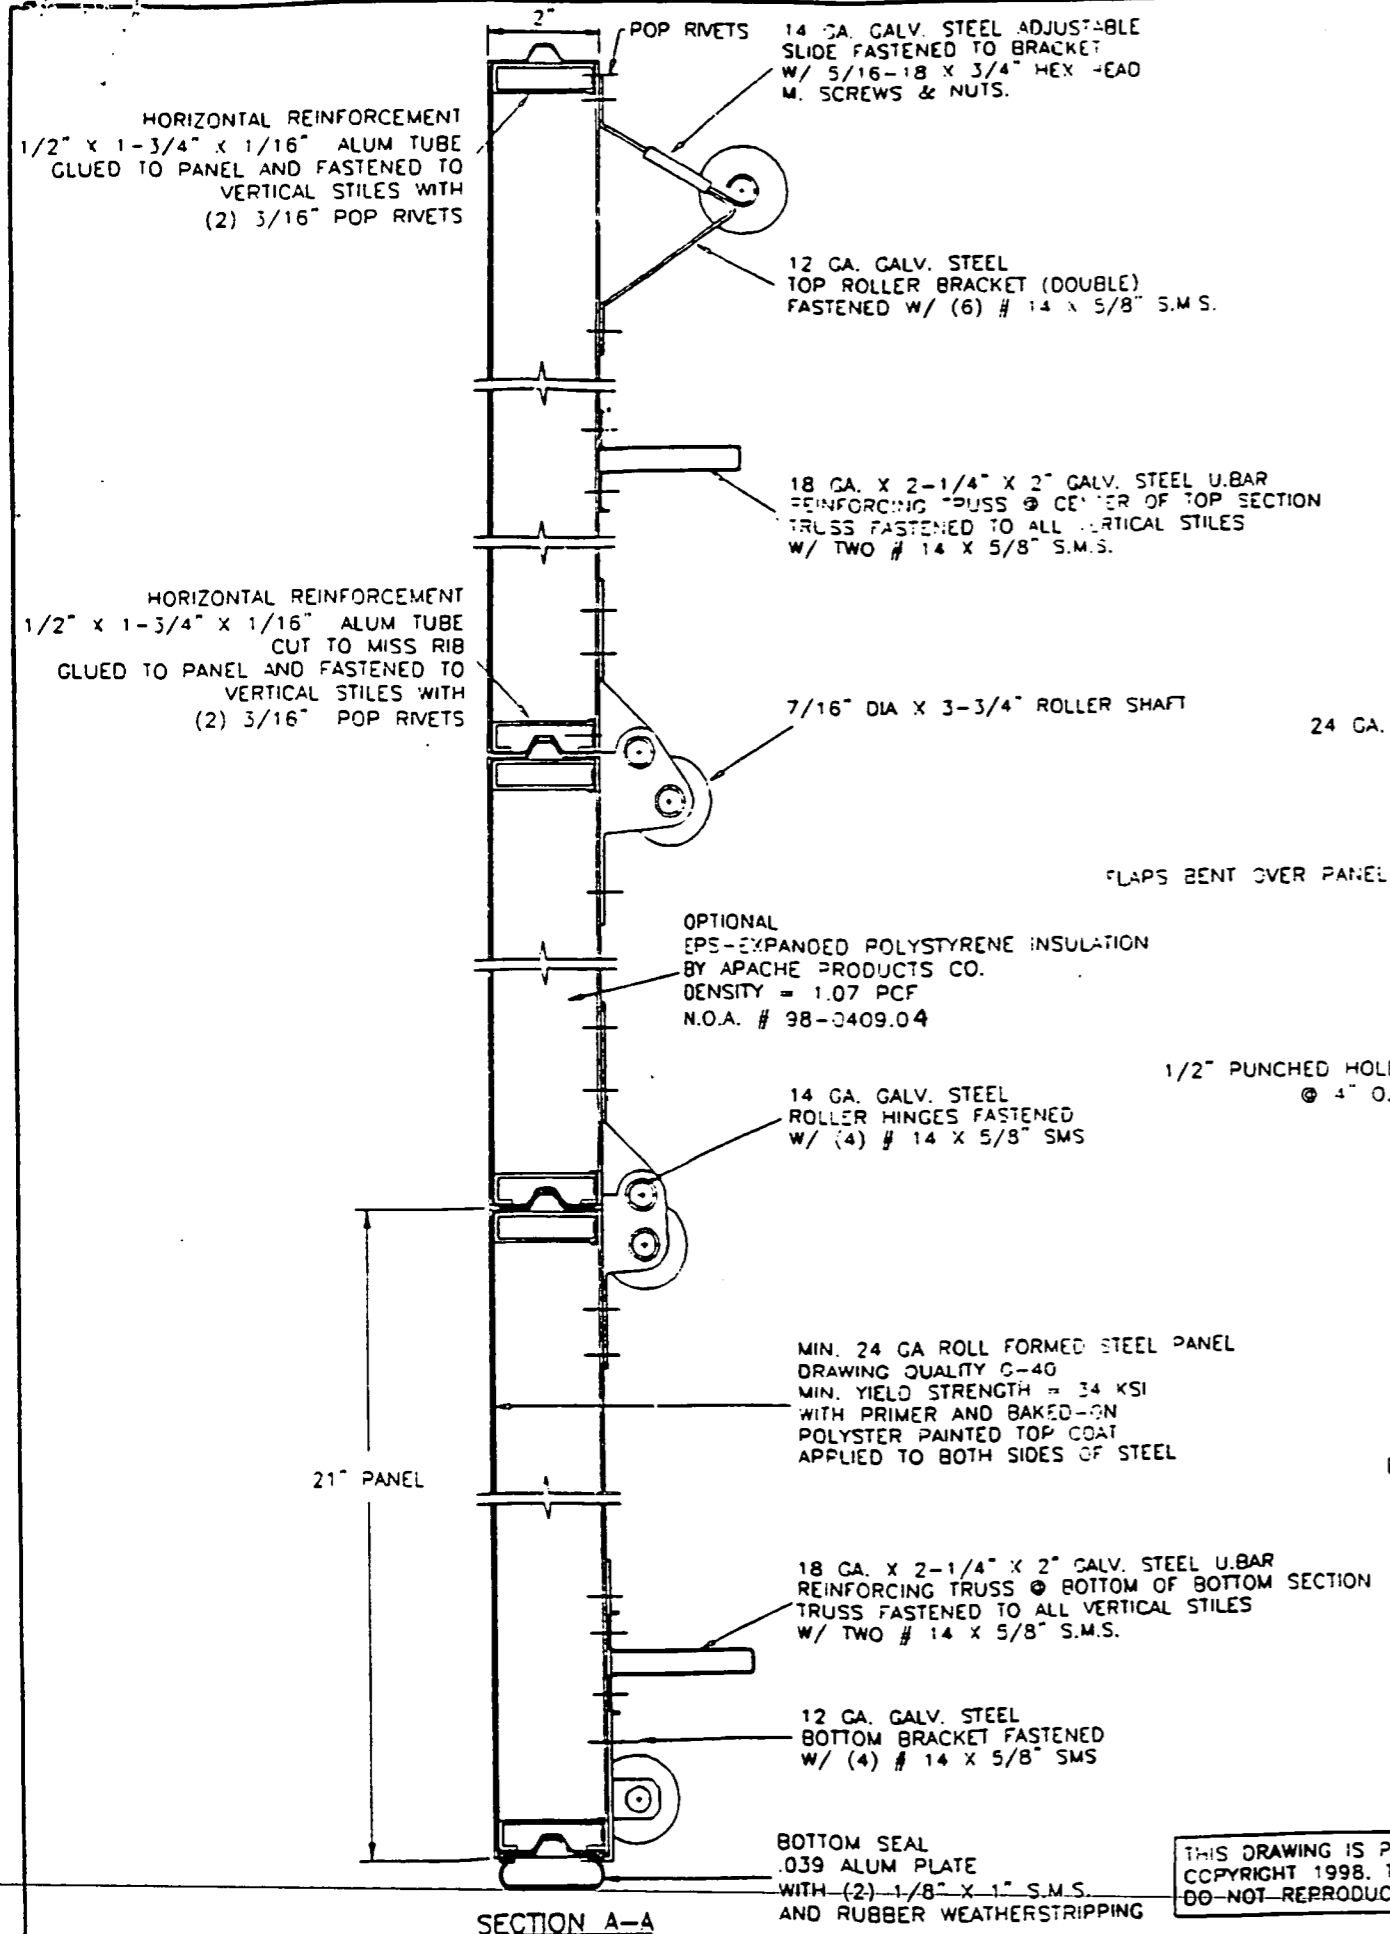 2"
POP RIVETS
14 GA. GALV. STEEL ADJUSTABLE
SLIDE FASTENED TO BRACKET
W/ 5/16-18 X 3/4" HEX HEAD
M. SCREWS & NUTS.
HORIZONTAL REINFORCEMENT
1/2" X 1-3/4" X 1/16" ALUM TUBE
GLUED TO PANEL AND FASTENED TO
VERTICAL STILES WITH
(2) 3/16" POP RIVETS
12 GA. GALV. STEEL
TOP ROLLER BRACKET (DOUBLE)
FASTENED W/ (6) # 14 X 5/8" S.M S.
18 GA. X 2-1/4" X 2" GALV. STEEL U.BAR
REINFORCING TRUSS @ CENTER OF TOP SECTION
TRUSS FASTENED TO ALL VERTICAL STILES
W/ TWO # 14 X 5/8" S.M.S.
HORIZONTAL REINFORCEMENT
1/2" X 1-3/4" X 1/16" ALUM TUBE
CUT TO MISS RIB
GLUED TO PANEL AND FASTENED TO
VERTICAL STILES WITH
(2) 3/16" POP RIVETS
7/16" DIA X 3-3/4" ROLLER SHAFT
24 GA.
FLAPS BENT OVER PANEL
OPTIONAL
EPS-EXPANDED POLYSTYRENE INSULATION
BY APACHE PRODUCTS CO.
DENSITY = 1.07 PCF
N.O.A. # 98-0409.04
1/2" PUNCHED
@ 4"
14 GA. GALV. STEEL
ROLLER HINGES FASTENED
W/ (4) # 14 X 5/8" SMS
MIN. 24 GA ROLL FORMED STEEL PANEL
DRAWING QUALITY G-40
MIN. YIELD STRENGTH = 34 KSI
WITH PRIMER AND BAKED-ON
POLYSTER PAINTED TOP COAT
APPLIED TO BOTH SIDES OF STEEL
21" PANEL
18 GA. X 2-1/4" X 2" GALV. STEEL U.BAR
REINFORCING TRUSS @ BOTTOM OF BOTTOM SECTION
TRUSS FASTENED TO ALL VERTICAL STILES
W/ TWO # 14 X 5/8" S.M.S.
12 GA. GALV. STEEL
BOTTOM BRACKET FASTENED
W/ (4) # 14 X 5/8" SMS
BOTTOM SEAL
.039 ALUM PLATE
WITH (2) 1/8" X 1" S.M.S.
AND RUBBER WEATHERSTRIPPING
THIS DRAWING IS
COPYRIGHT 1998.
DO NOT
SECTION A-A